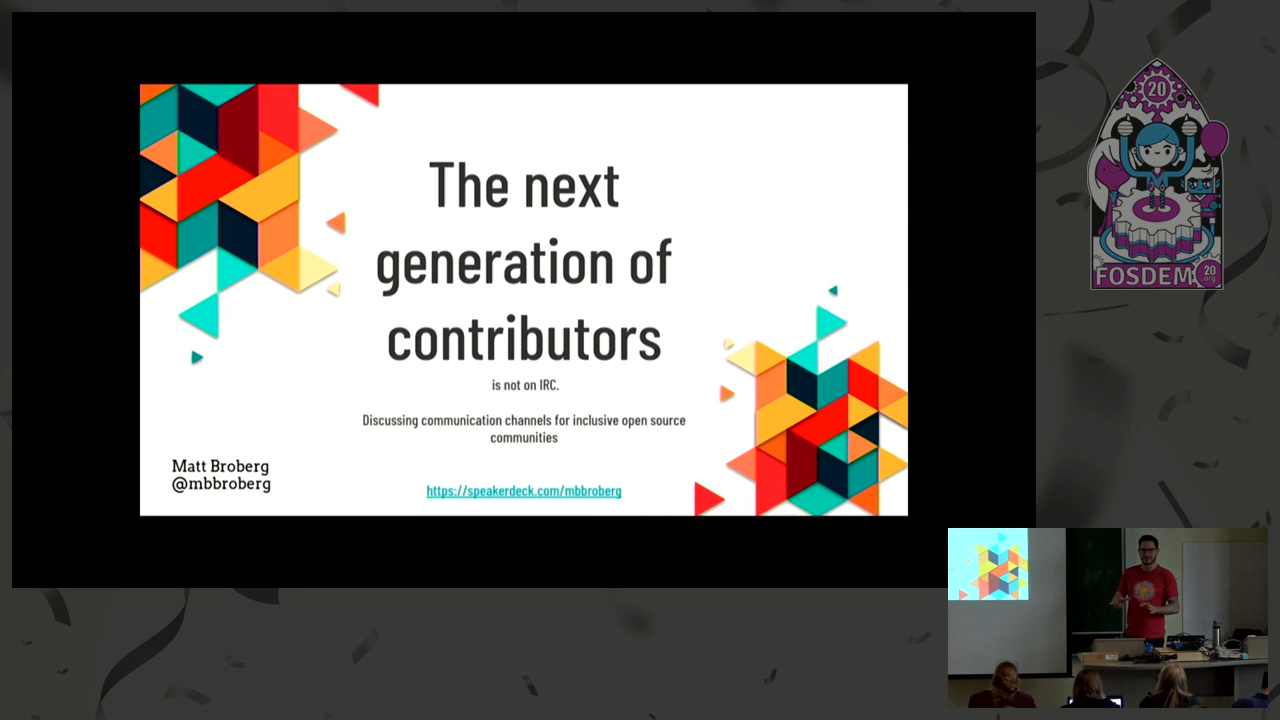 The next
generation of
contributors
is not on IRC.
Discussing communication channels for inclusive open source
communities
Matt Broberg
@mbbroberg
https://speakerdeck.com/mbbroberg
20
FOSDEM
20
org